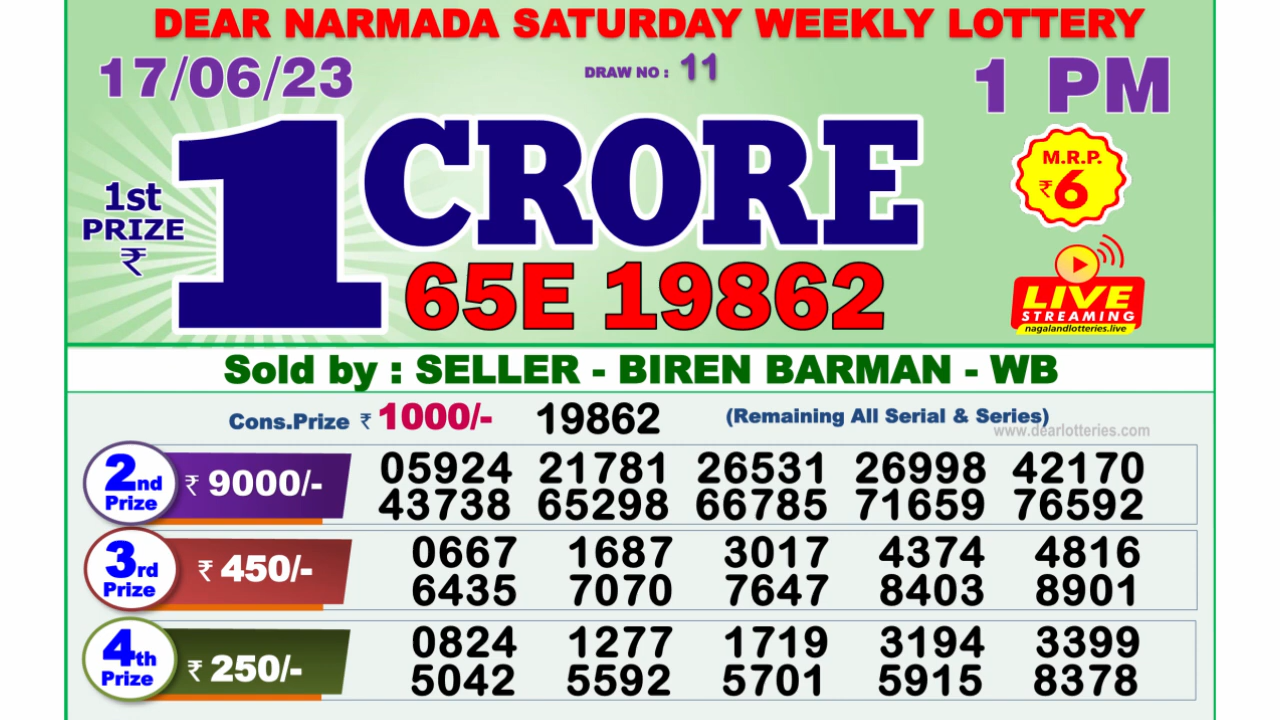 DEAR NARMADA SATURDAY WEEKLY LOTTERY
17/06/23 DRAW NO : 11 1 PM
1st PRIZE ₹ 1 CRORE
M.R.P. ₹6
65E 19862
LIVE
STREAMING
nagalandlotteries.live
Sold by : SELLER - BIREN BARMAN - WB
Cons.Prize ₹ 1000/- 19862 (Remaining All Serial & Series)
www.dearlotteries.com
2nd Prize ₹ 9000/-
05924 21781 26531 26998 42170
43738 65298 66785 71659 76592
3rd Prize ₹ 450/-
0667 1687 3017 4374 4816
6435 7070 7647 8403 8901
4th Prize ₹ 250/-
0824 1277 1719 3194 3399
5042 5592 5701 5915 8378